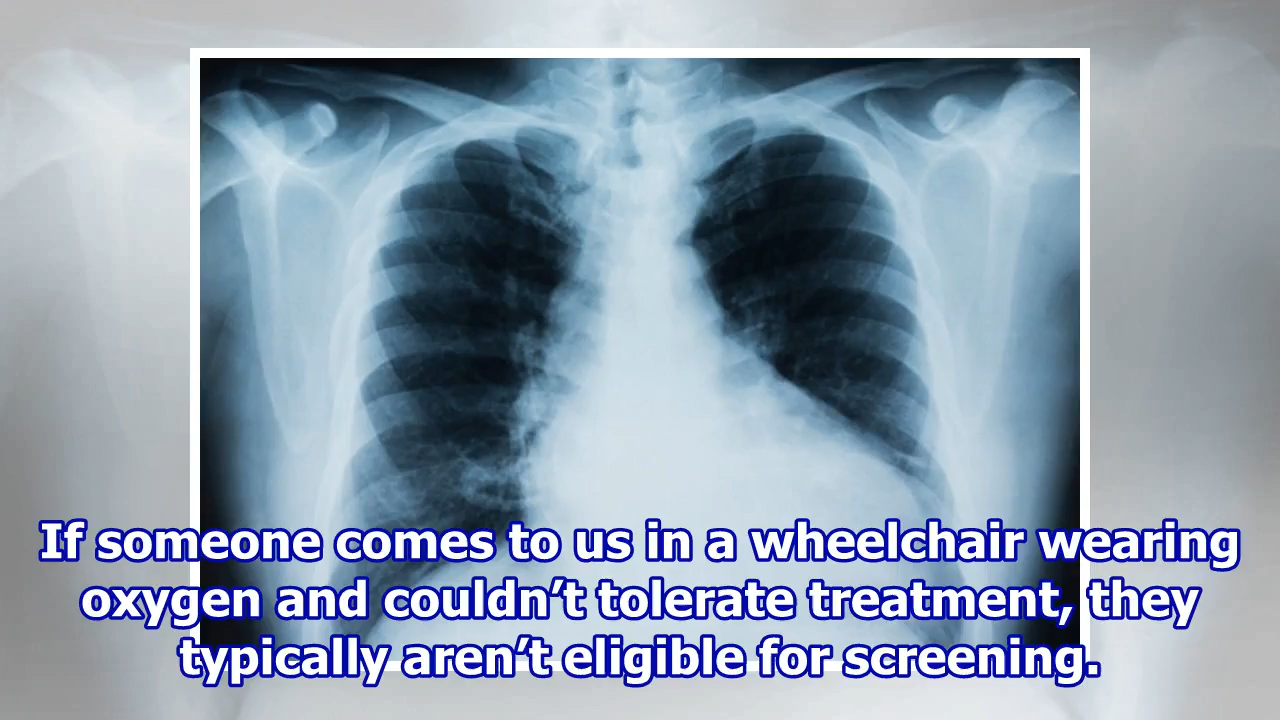 If someone comes to us in a wheelchair wearing
oxygen and couldn’t tolerate treatment, they
typically aren’t eligible for screening.